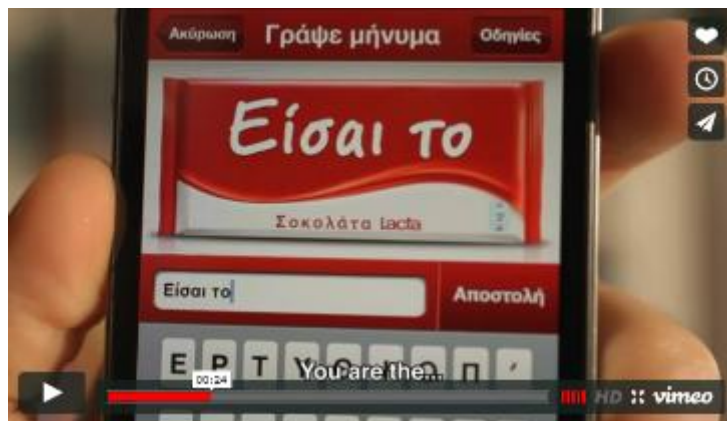 Ακύρωση Γράψε μήνυμα Οδηγίες
Είσαι το
Σοκολάτα Lacta
Είσαι το Αποστολή
Ε Ρ Τ Υ Θ Ι Ο Π ΄
You are the...
00:24
HD vimeo